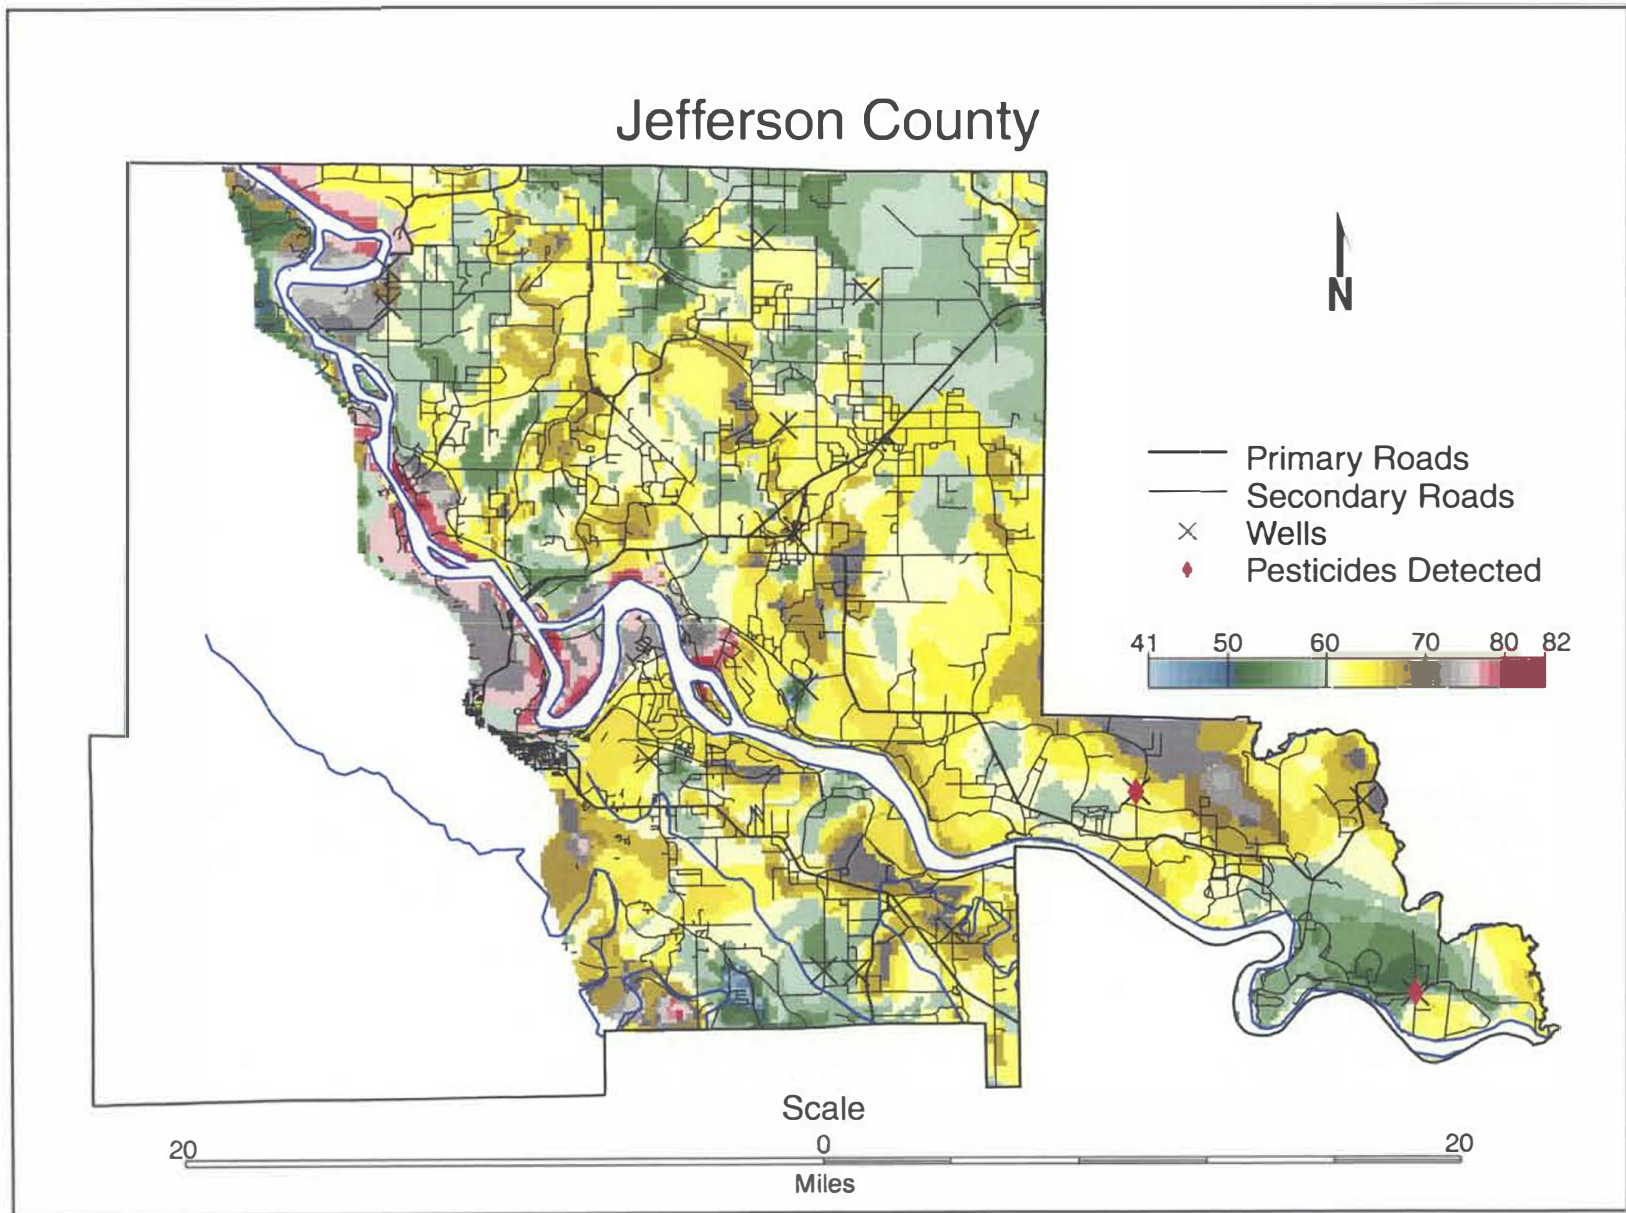 Jefferson County
N
Primary Roads
Secondary Roads
Wells
Pesticides Detected
41 50 60 70 80 82
Scale
20 0 20
Miles